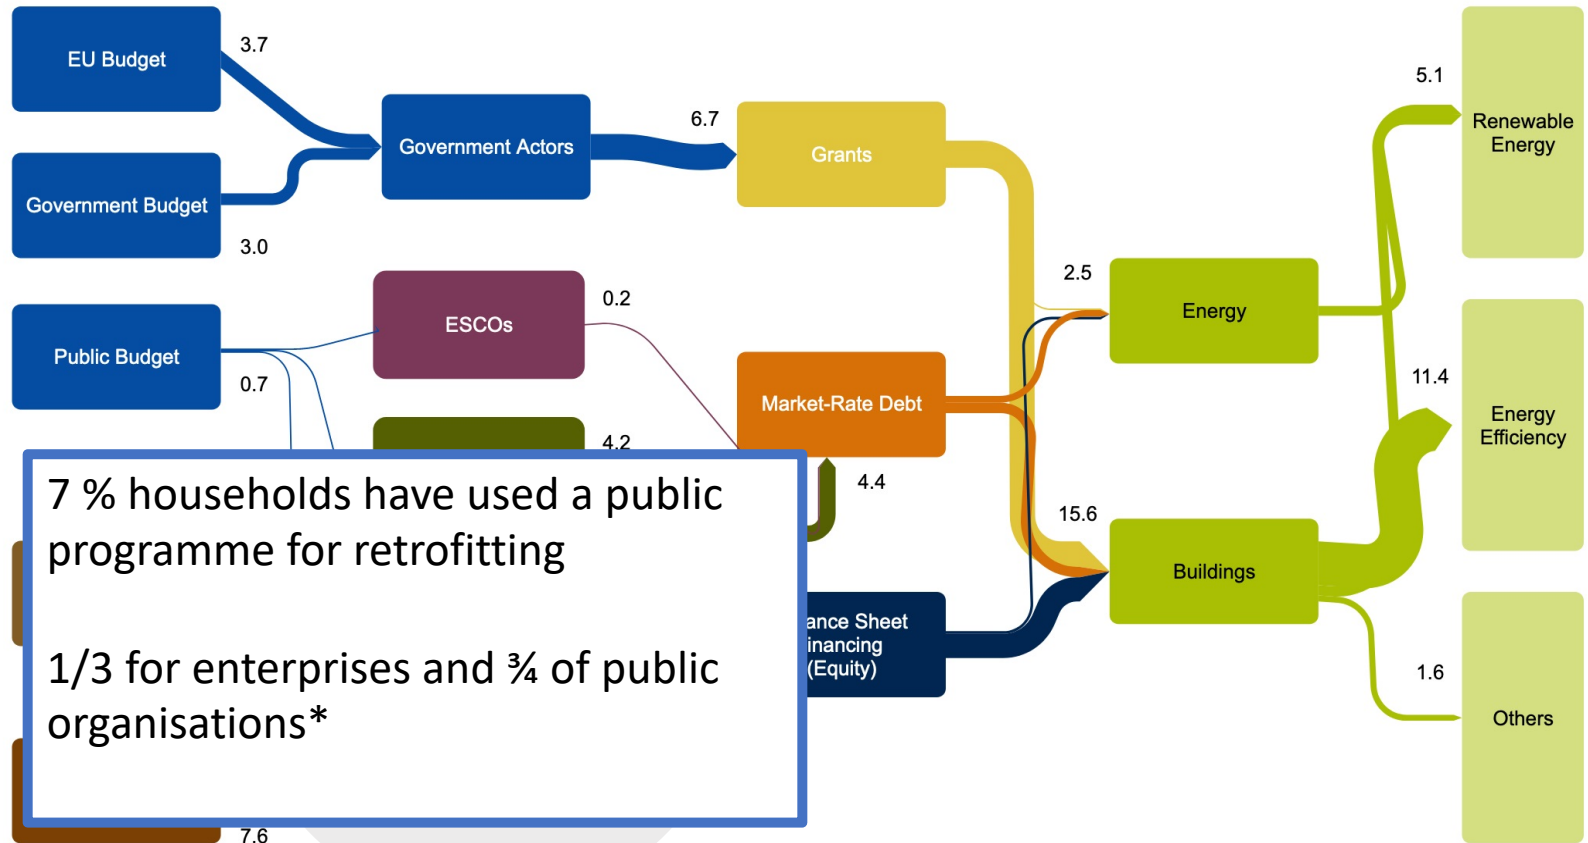 EU Budget
3.7
Government Budget
3.0
Public Budget
0.7
Government Actors
6.7
ESCOs
0.2
4.2
Grants
Market-Rate Debt
4.4
ance Sheet
inancing
(Equity)
2.5
Energy
15.6
Buildings
5.1
Renewable
Energy
11.4
Energy
Efficiency
1.6
Others
7 % households have used a public
programme for retrofitting
1/3 for enterprises and ¾ of public
organisations*
7.6